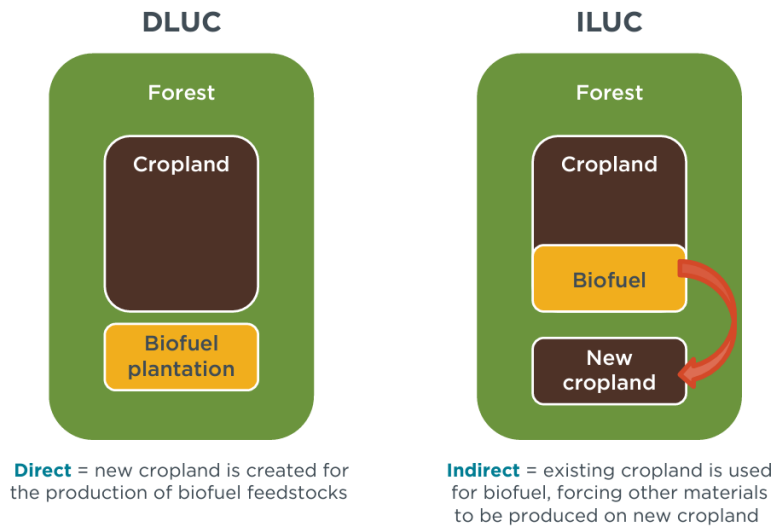 DLUC
Forest
Cropland
Biofuel
plantation
Direct = new cropland is created for
the production of biofuel feedstocks
ILUC
Forest
Cropland
Biofuel
New
cropland
Indirect = existing cropland is used
for biofuel, forcing other materials
to be produced on new cropland